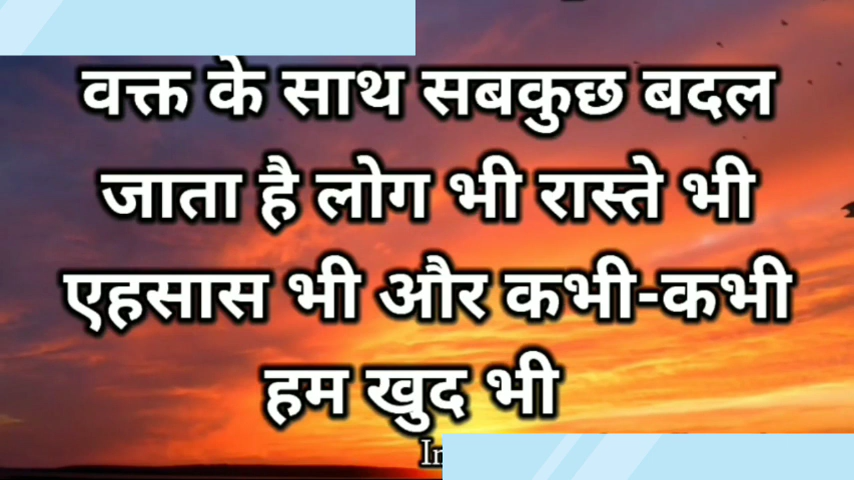 वक्त के साथ सबकुछ बदल
जाता है लोग भी रास्ते भी
एहसास भी और कभी-कभी
हम खुद भी